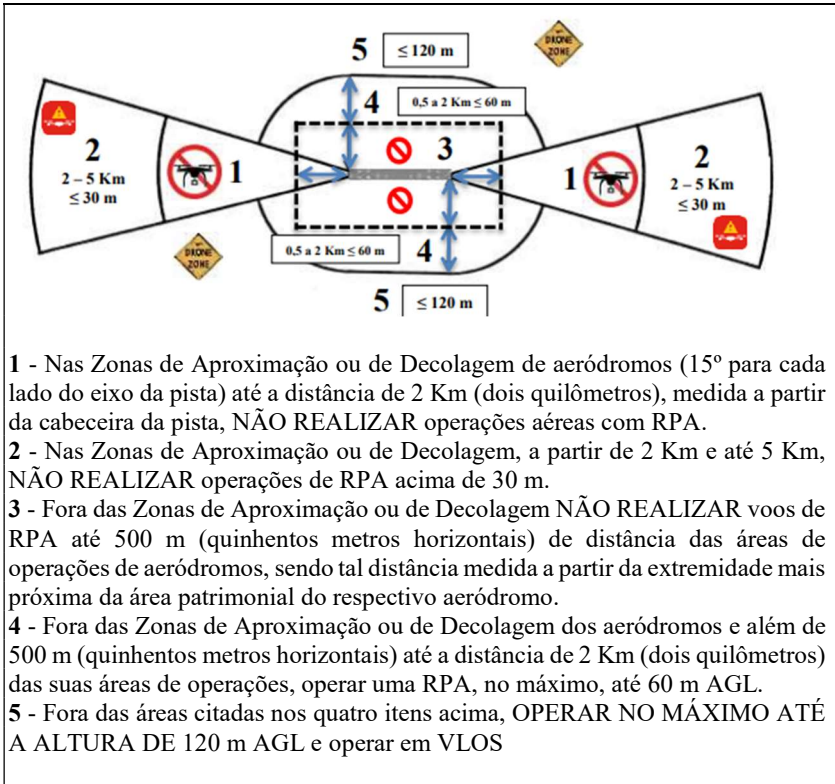 DRONE
ZONE
5 ≤ 120 m
4 0,5 a 2 Km ≤ 60 m
3
2
2 – 5 Km
≤ 30 m
1
1
2
2 – 5 Km
≤ 30 m
DRONE
ZONE
0,5 a 2 Km ≤ 60 m 4
5 ≤ 120 m
1 - Nas Zonas de Aproximação ou de Decolagem de aeródromos (15º para cada
lado do eixo da pista) até a distância de 2 Km (dois quilômetros), medida a partir
da cabeceira da pista, NÃO REALIZAR operações aéreas com RPA.
2 - Nas Zonas de Aproximação ou de Decolagem, a partir de 2 Km e até 5 Km,
NÃO REALIZAR operações de RPA acima de 30 m.
3 - Fora das Zonas de Aproximação ou de Decolagem NÃO REALIZAR voos de
RPA até 500 m (quinhentos metros horizontais) de distância das áreas de
operações de aeródromos, sendo tal distância medida a partir da extremidade mais
próxima da área patrimonial do respectivo aeródromo.
4 - Fora das Zonas de Aproximação ou de Decolagem dos aeródromos e além de
500 m (quinhentos metros horizontais) até a distância de 2 Km (dois quilômetros)
das suas áreas de operações, operar uma RPA, no máximo, até 60 m AGL.
5 - Fora das áreas citadas nos quatro itens acima, OPERAR NO MÁXIMO ATÉ
A ALTURA DE 120 m AGL e operar em VLOS